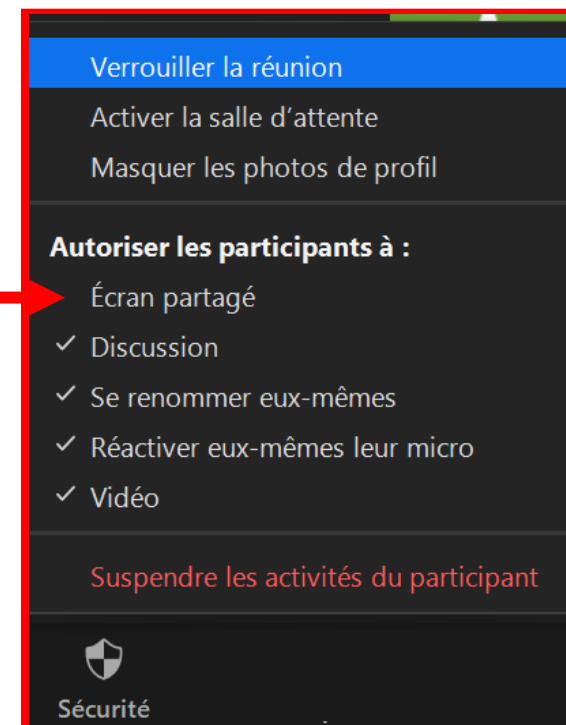 Verrouiller la réunion
Activer la salle d’attente
Masquer les photos de profil
Autoriser les participants à :
Écran partagé
Discussion
Se renommer eux-mêmes
Réactiver eux-mêmes leur micro
Vidéo
Suspendre les activités du participant
Sécurité